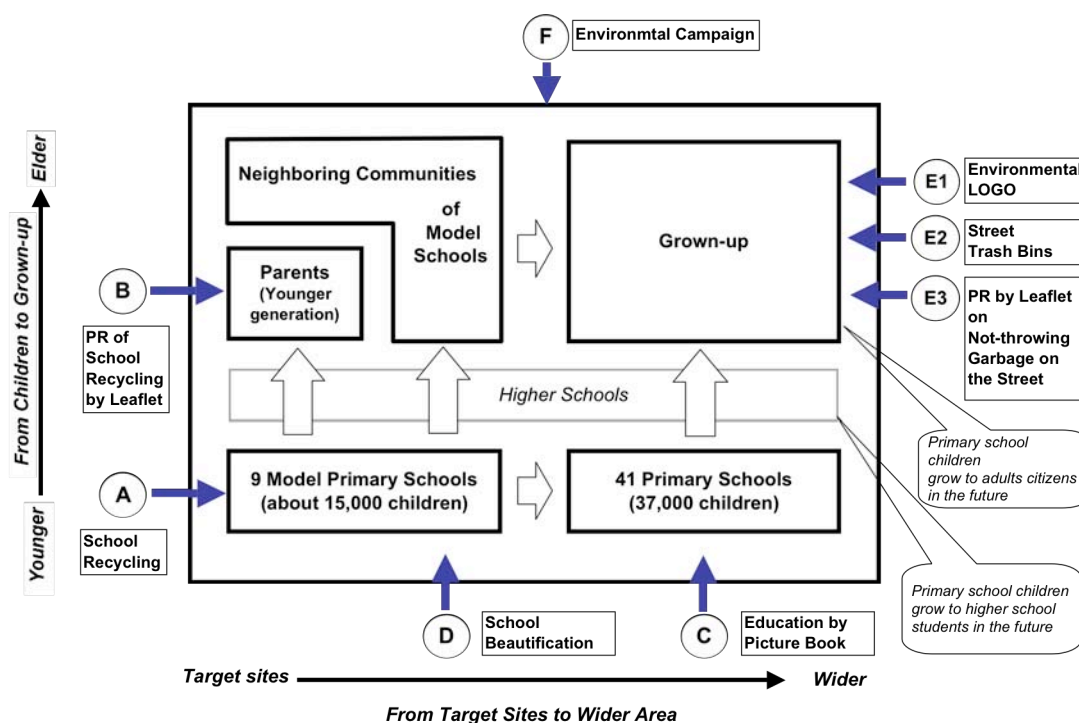 F
Environmtal Campaign
Elder
From Children to Grown-up
Younger
Neighboring Communities
of
Model
Schools
Parents
(Younger
generation)
Grown-up
E1
Environmental
LOGO
E2
Street
Trash Bins
E3
PR by Leaflet
on
Not-throwing
Garbage on
the Street
B
PR of
School
Recycling
by Leaflet
Higher Schools
A
School
Recycling
9 Model Primary Schools
(about 15,000 children)
41 Primary Schools
(37,000 children)
Primary school
children
grow to adults citizens
in the future
Primary school children
grow to higher school
students in the future
D
School
Beautification
C
Education by
Picture Book
Target sites
Wider
From Target Sites to Wider Area